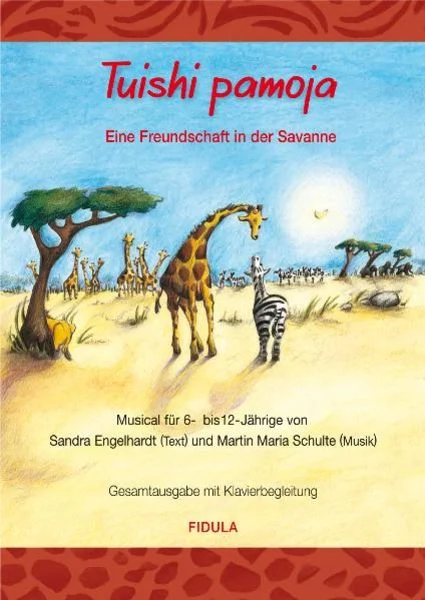 Tuishi pamoja
Eine Freundschaft in der Savanne
Musical für 6- bis12-Jährige von
Sandra Engelhardt (Text) und Martin Maria Schulte (Musik)
Gesamtausgabe mit Klavierbegleitung
FIDULA